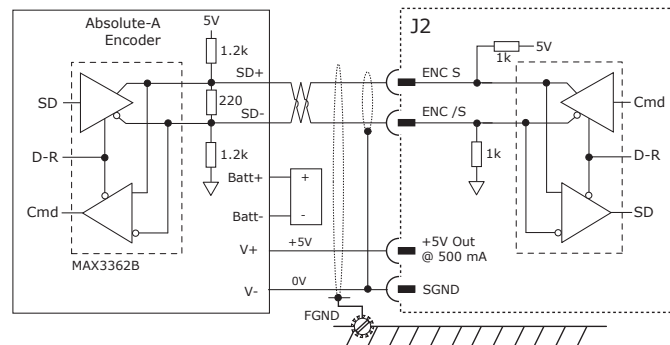 Absolute-A
Encoder
5V
1.2k
SD+
220
SD-
1.2k
SD
D-R
Cmd
MAX3362B
Batt+
+
Batt-
-
V+
+5V
V-
0V
FGND
J2
ENC S
1k
5V
ENC /S
1k
Cmd
D-R
SD
+5V Out
@ 500 mA
SGND